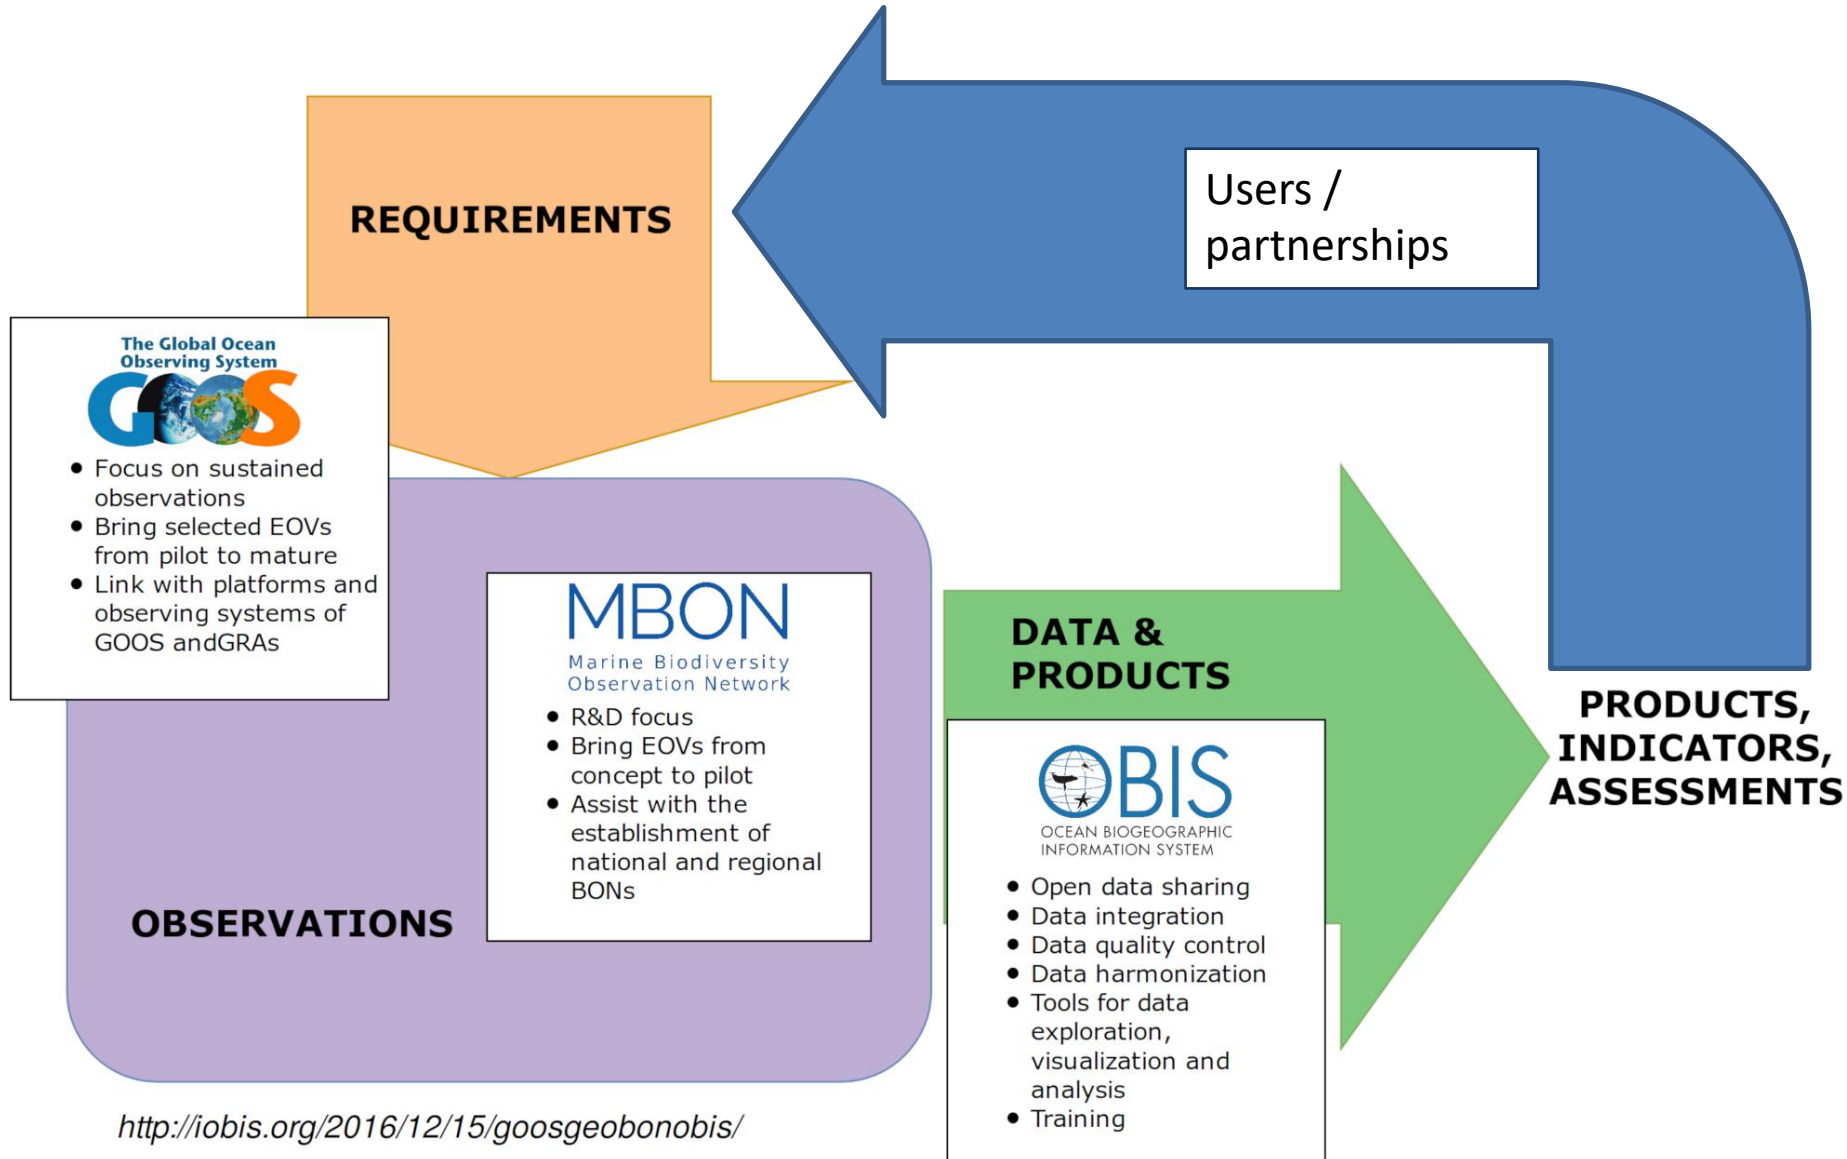 Users /
partnerships
REQUIREMENTS
The Global Ocean
Observing System
GOOS
• Focus on sustained
observations
• Bring selected EOVs
from pilot to mature
• Link with platforms and
observing systems of
GOOS andGRAs
MBON
Marine Biodiversity
Observation Network
• R&D focus
• Bring EOVs from
concept to pilot
• Assist with the
establishment of
national and regional
BONs
OBSERVATIONS
DATA &
PRODUCTS
OBIS
OCEAN BIOGEOGRAPHIC
INFORMATION SYSTEM
• Open data sharing
• Data integration
• Data quality control
• Data harmonization
• Tools for data
exploration,
visualization and
analysis
• Training
PRODUCTS,
INDICATORS,
ASSESSMENTS
http://iobis.org/2016/12/15/goosgeobonobis/